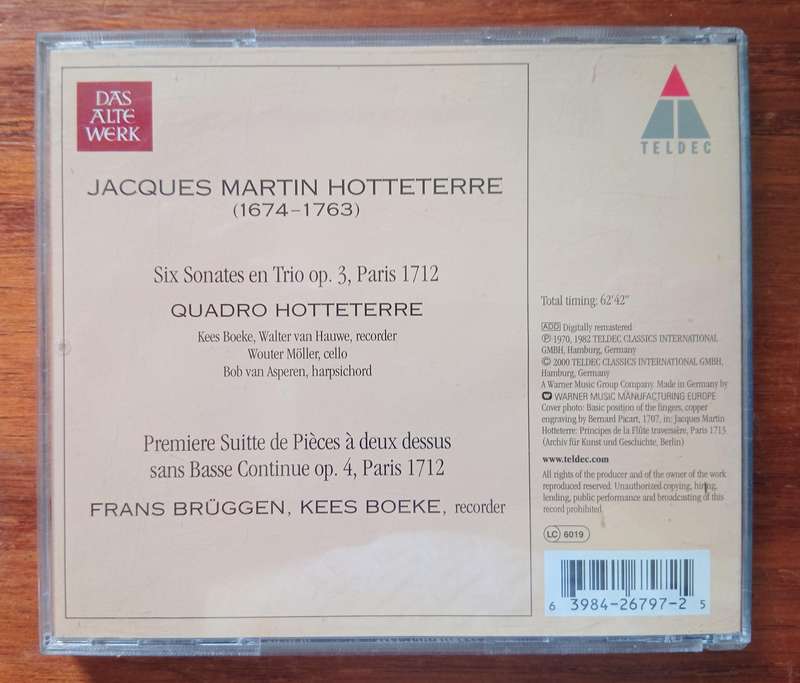 DAS
ALTE
WERK
TELDEC
JACQUES MARTIN HOTTETERRE
(1674–1763)
Six Sonates en Trio op. 3, Paris 1712
QUADRO HOTTETERRE
Kees Boeke, Walter van Hauwe, recorder
Wouter Möller, cello
Bob van Asperen, harpsichord
Premiere Suitte de Pièces à deux dessus
sans Basse Continue op. 4, Paris 1712
FRANS BRÜGGEN, KEES BOEKE, recorder
Total timing: 62'42"
ADD Digitally remastered
℗ 1970, 1982 TELDEC CLASSICS INTERNATIONAL
GMBH, Hamburg, Germany
© 2000 TELDEC CLASSICS INTERNATIONAL GMBH,
Hamburg, Germany
A Warner Music Group Company. Made in Germany by
WARNER MUSIC MANUFACTURING EUROPE
Cover photo: Basic position of the fingers, copper
engraving by Bernard Picart, 1707, in: Jacques Martin
Hotteterre: Principes de la Flûte traversière, Paris 1713
(Archiv für Kunst und Geschichte, Berlin)
www.teldec.com
All rights of the producer and of the owner of the work
reproduced reserved. Unauthorized copying, hiring,
lending, public performance and broadcasting of this
record prohibited
LC 6019
6 3984-26797-2 5